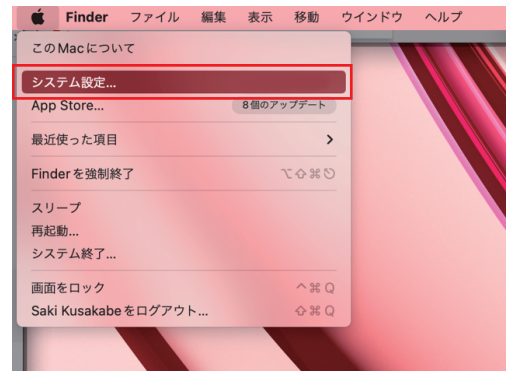 Finder ファイル 編集 表示 移動 ウインドウ ヘルプ
このMacについて
システム設定...
App Store... 8個のアップデート
最近使った項目 >
Finderを強制終了 ⌥⇧⌘⎋
スリープ
再起動...
システム終了...
画面をロック ^⌘Q
Saki Kusakabeをログアウト... ⇧⌘Q